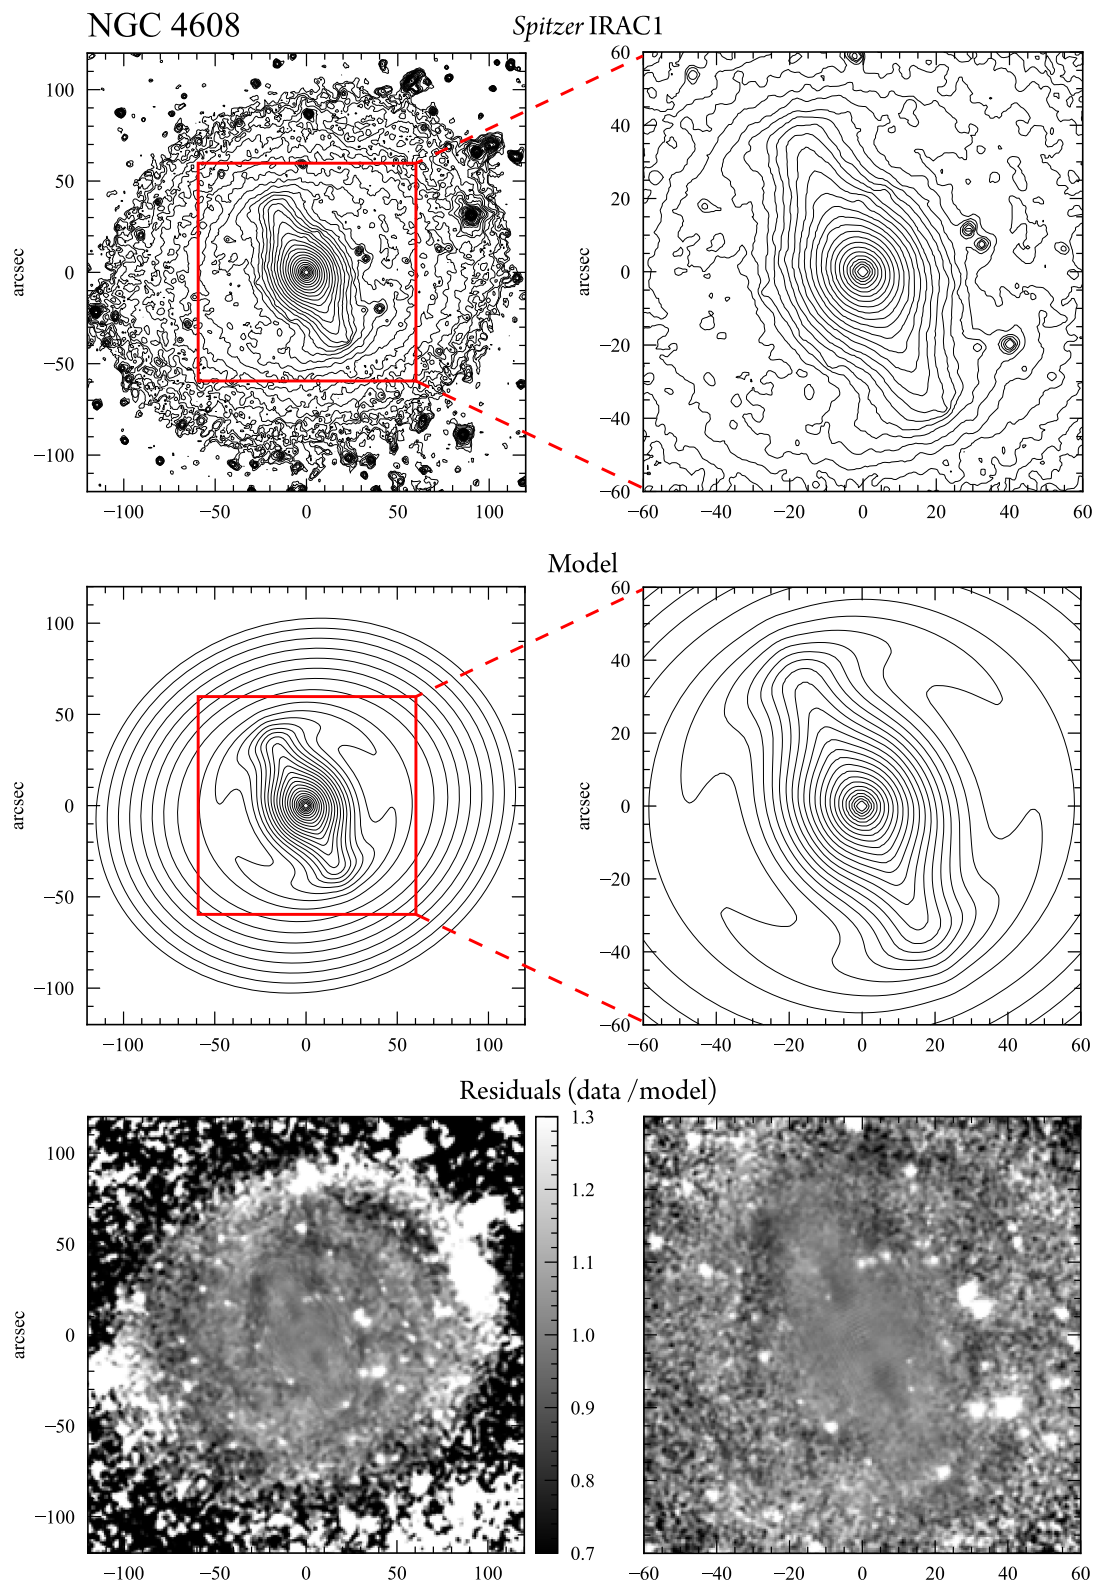 NGC 4608
Spitzer IRAC1
100
50
0
−50
−100
arcsec
−100 −50 0 50 100
60
40
20
0
−20
−40
−60
arcsec
−60 −40 −20 0 20 40 60
Model
100
50
0
−50
−100
arcsec
−100 −50 0 50 100
60
40
20
0
−20
−40
−60
arcsec
−60 −40 −20 0 20 40 60
Residuals (data /model)
100
50
0
−50
−100
arcsec
−100 −50 0 50 100
1.3
1.2
1.1
1.0
0.9
0.8
0.7
−60 −40 −20 0 20 40 60